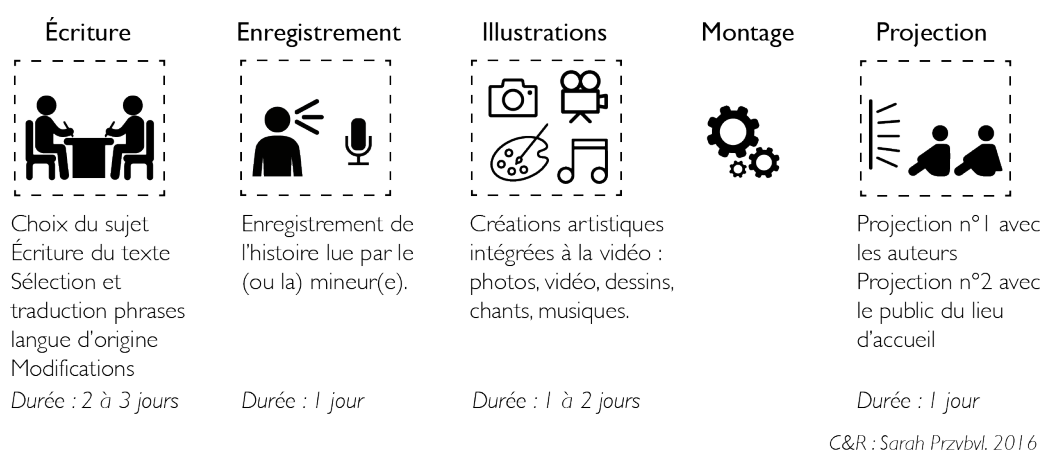 Écriture
Enregistrement
Illustrations
Montage
Projection
Choix du sujet
Écriture du texte
Sélection et
traduction phrases
langue d'origine
Modifications
Durée : 2 à 3 jours
Enregistrement de
l'histoire lue par le
(ou la) mineur(e).
Durée : 1 jour
Créations artistiques
intégrées à la vidéo :
photos, vidéo, dessins,
chants, musiques.
Durée : 1 à 2 jours
Projection n°1 avec
les auteurs
Projection n°2 avec
le public du lieu
d'accueil
Durée : 1 jour
C&R : Sarah Przybyl. 2016